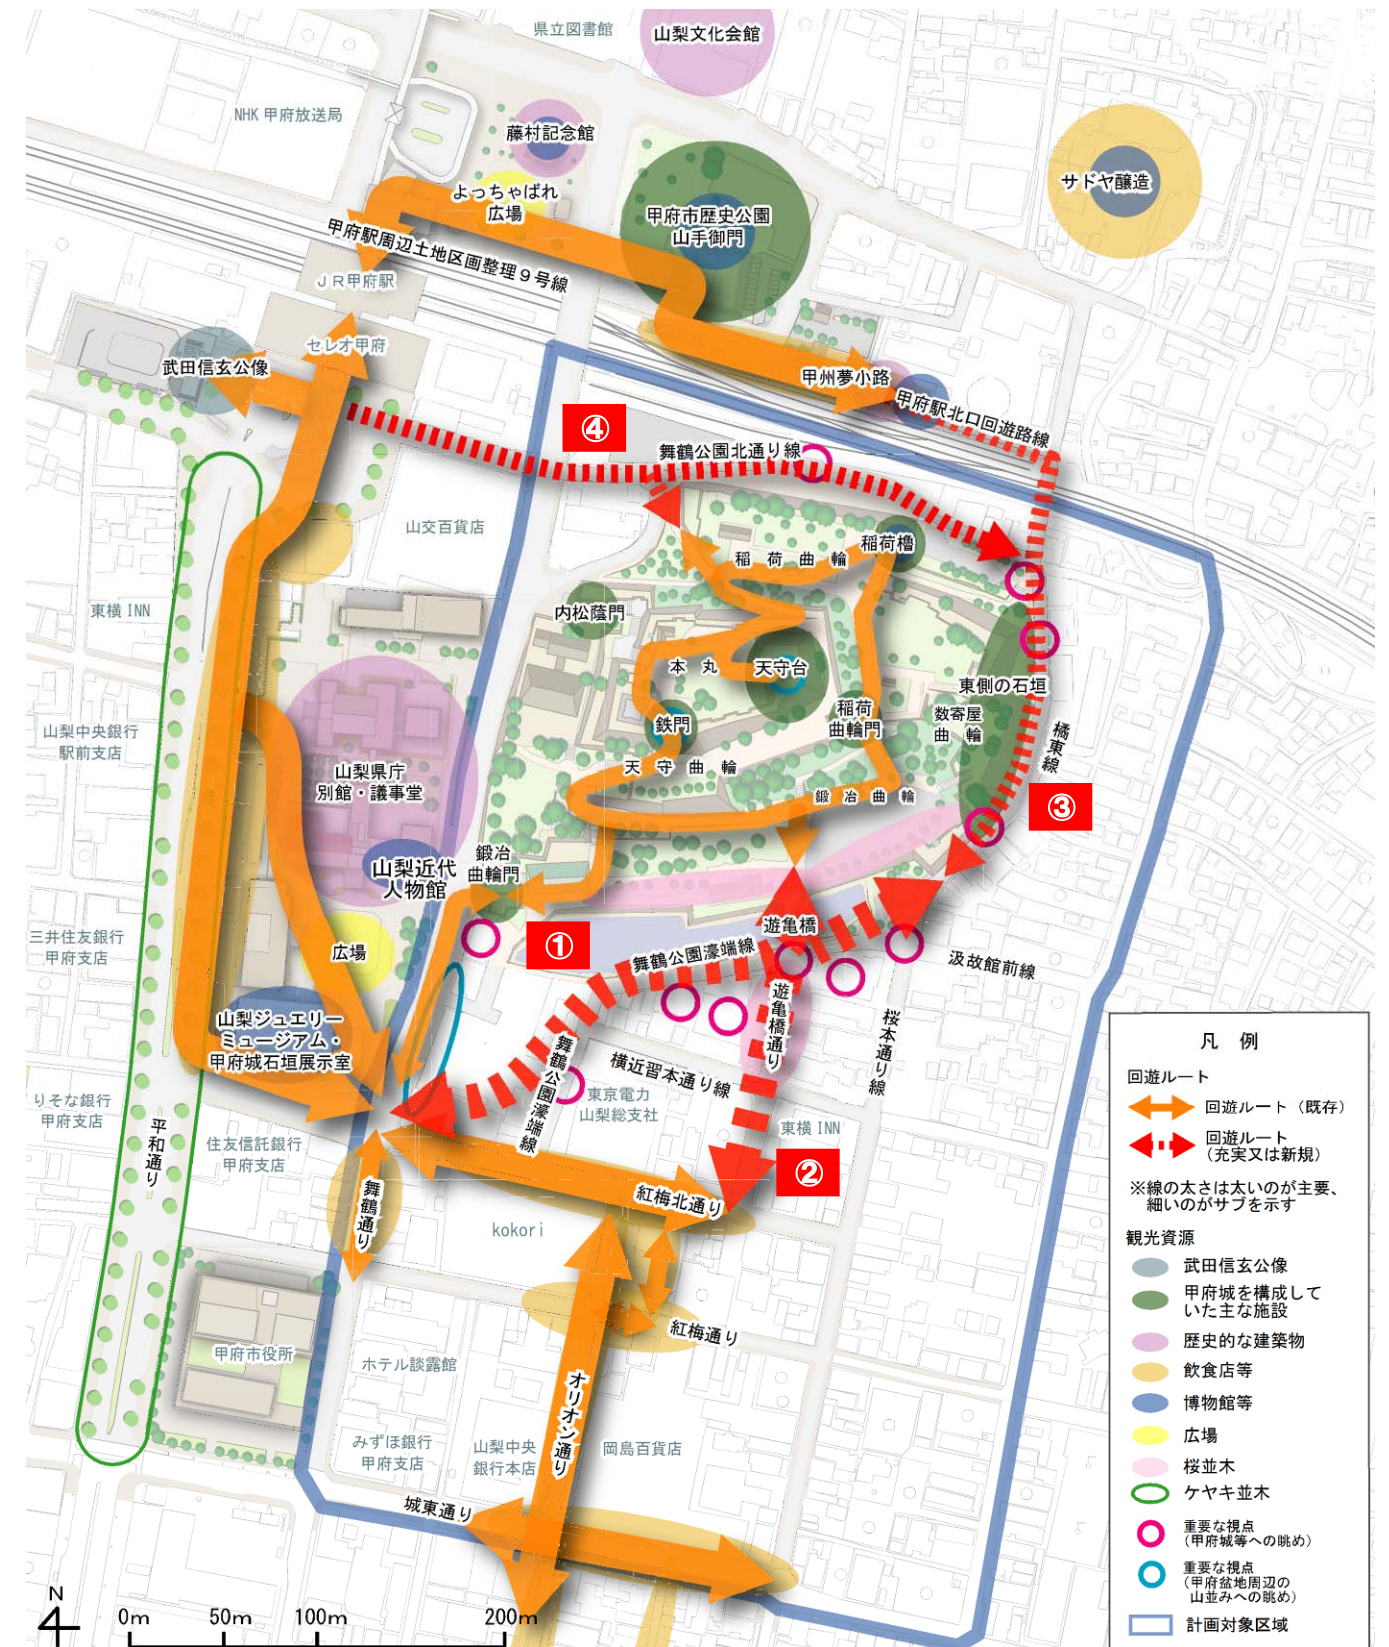 県立図書館
山梨文化会館
NHK 甲府放送局
藤村記念館
サドヤ醸造
よっちゃばれ
広場
甲府市歴史公園
山手御門
甲府駅周辺土地区画整理９号線
ＪＲ甲府駅
セレオ甲府
武田信玄公像
甲州夢小路
甲府駅北口回遊路線
④
舞鶴公園北通り線
山交百貨店
稲荷櫓
稲荷曲輪
東横 INN
内松蔭門
本丸
天守台
東側の石垣
稲荷
曲輪門
数寄屋
曲輪
鉄門
橘東線
山梨中央銀行
駅前支店
山梨県庁
別館・議事堂
天守曲輪
鍛冶曲輪
③
山梨近代
人物館
鍛冶
曲輪門
①
遊亀橋
三井住友銀行
甲府支店
広場
舞鶴公園濠端線
汲故館前線
遊亀橋通り
桜本通り線
山梨ジュエリー
ミュージアム・
甲府城石垣展示室
舞鶴公園濠端線
横近習本通り線
東京電力
山梨総支社
りそな銀行
甲府支店
平和通り
住友信託銀行
甲府支店
東横 INN
②
舞鶴通り
紅梅北通り
kokori
紅梅通り
甲府市役所
ホテル談露館
オリオン通り
みずほ銀行
甲府支店
山梨中央
銀行本店
岡島百貨店
城東通り
N
0m 50m 100m 200m
凡 例
回遊ルート
回遊ルート（既存）
回遊ルート
（充実又は新規）
※線の太さは太いのが主要、
細いのがサブを示す
観光資源
武田信玄公像
甲府城を構成して
いた主な施設
歴史的な建築物
飲食店等
博物館等
広場
桜並木
ケヤキ並木
重要な視点
（甲府城等への眺め）
重要な視点
（甲府盆地周辺の
山並みへの眺め）
計画対象区域